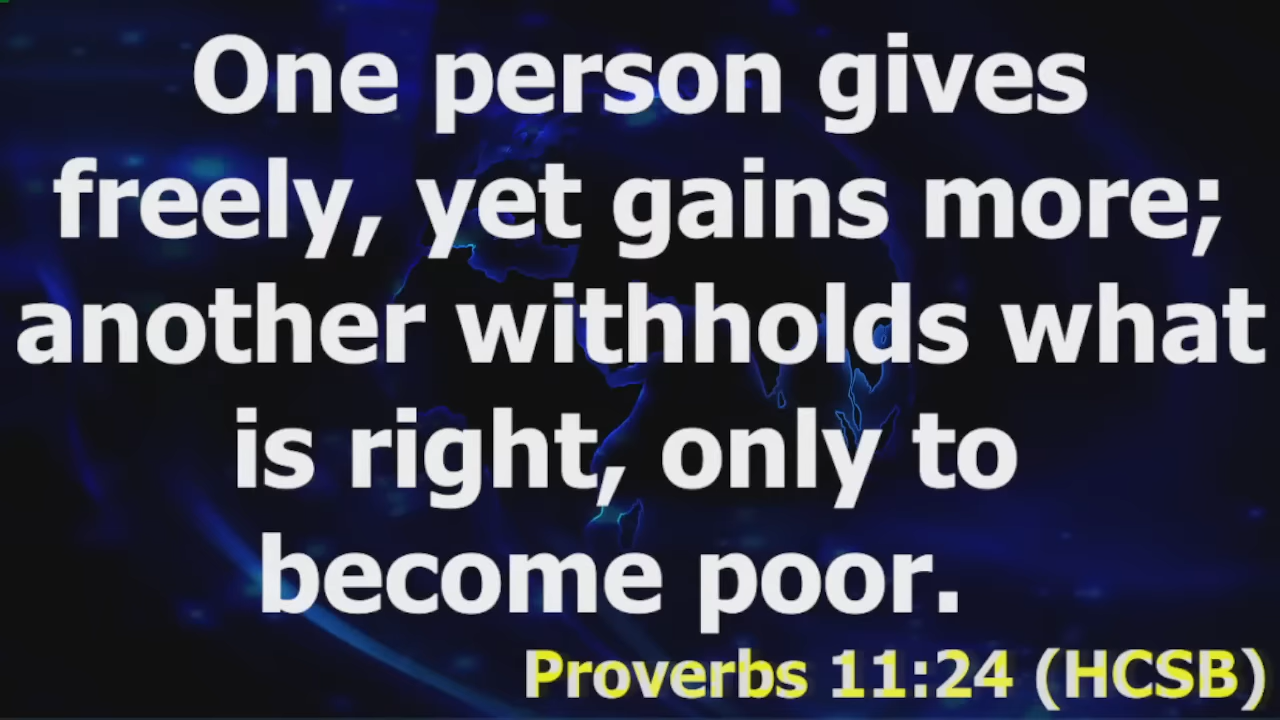 One person gives
freely, yet gains more;
another withholds what
is right, only to
become poor.
Proverbs 11:24 (HCSB)